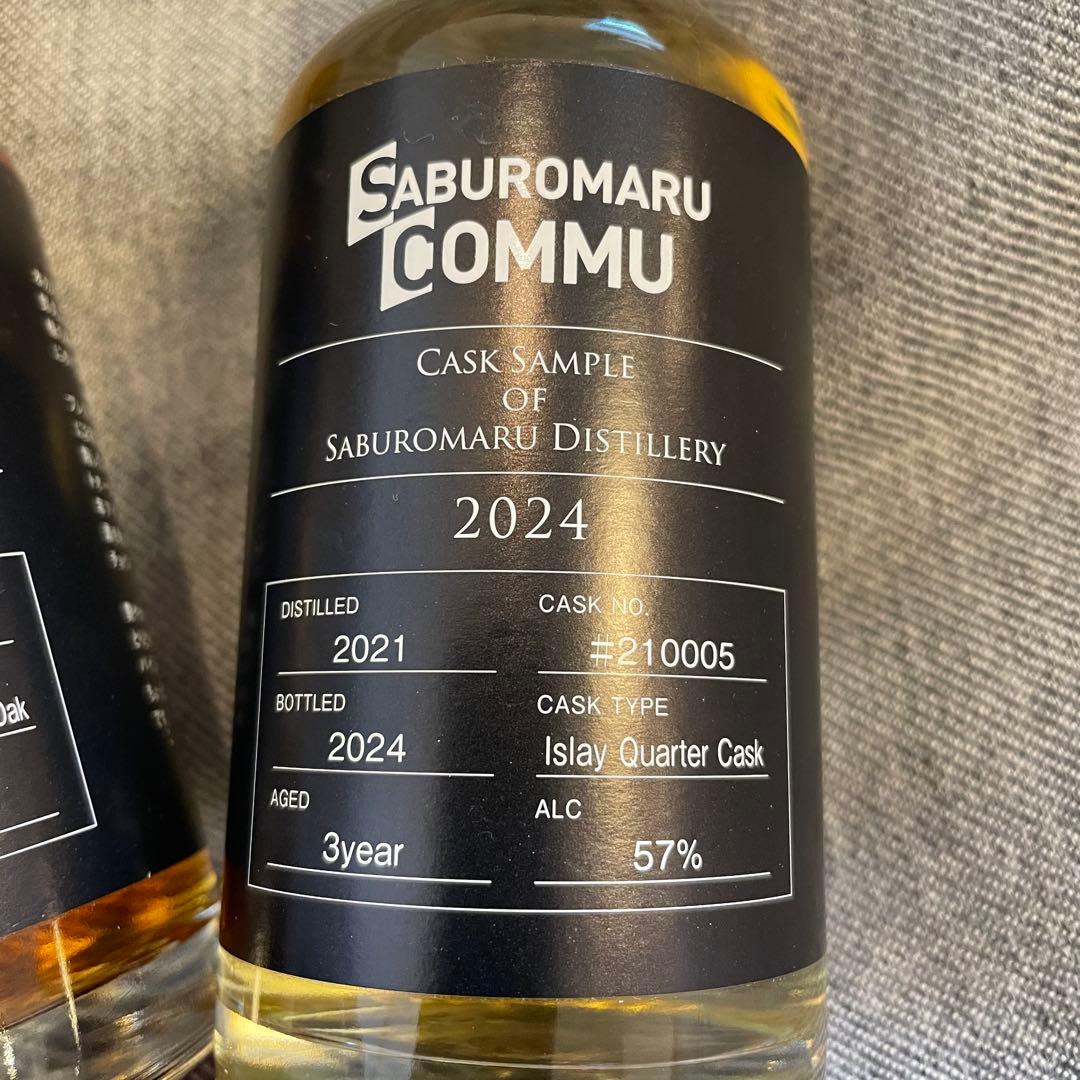 SABUROMARU
COMMU
CASK SAMPLE
OF
SABUROMARU DISTILLERY
2024
DISTILLED
2021
CASK NO.
#210005
BOTTLED
2024
CASK TYPE
Islay Quarter Cask
AGED
3year
ALC
57%
Oak